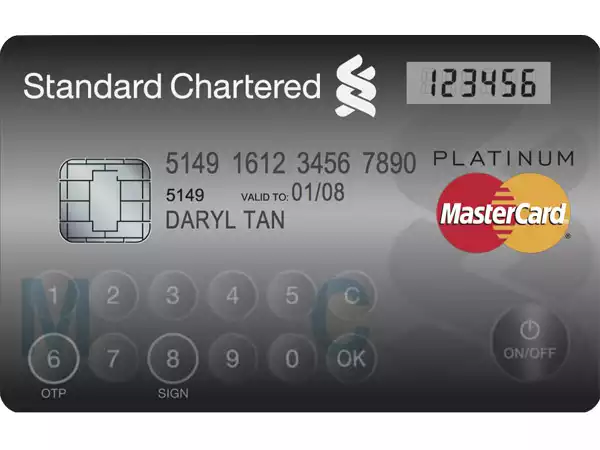 Standard Chartered
123456
5149 1612 3456 7890
PLATINUM
5149 VALID TO: 01/08
MasterCard
DARYL TAN
M C
1 2 3 4 5 C
6 7 8 9 0 OK
ON/OFF
OTP SIGN